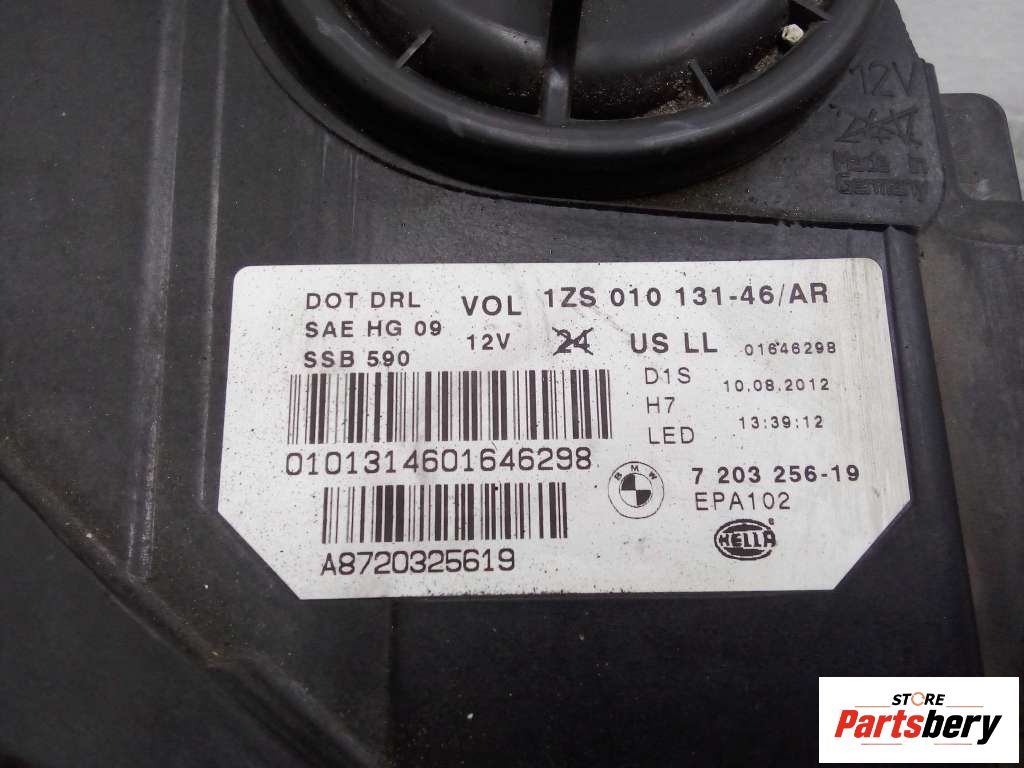 12V
Made in
Germany
DOT DRL VOL 1ZS 010 131-46/AR
SAE HG 09 12V 24 US LL 01646298
SSB 590 D1S 10.08.2012
H7 13:39:12
LED
0101314601646298
BMW 7 203 256-19
EPA102
HELLA ®
A8720325619
STORE
Partsbery